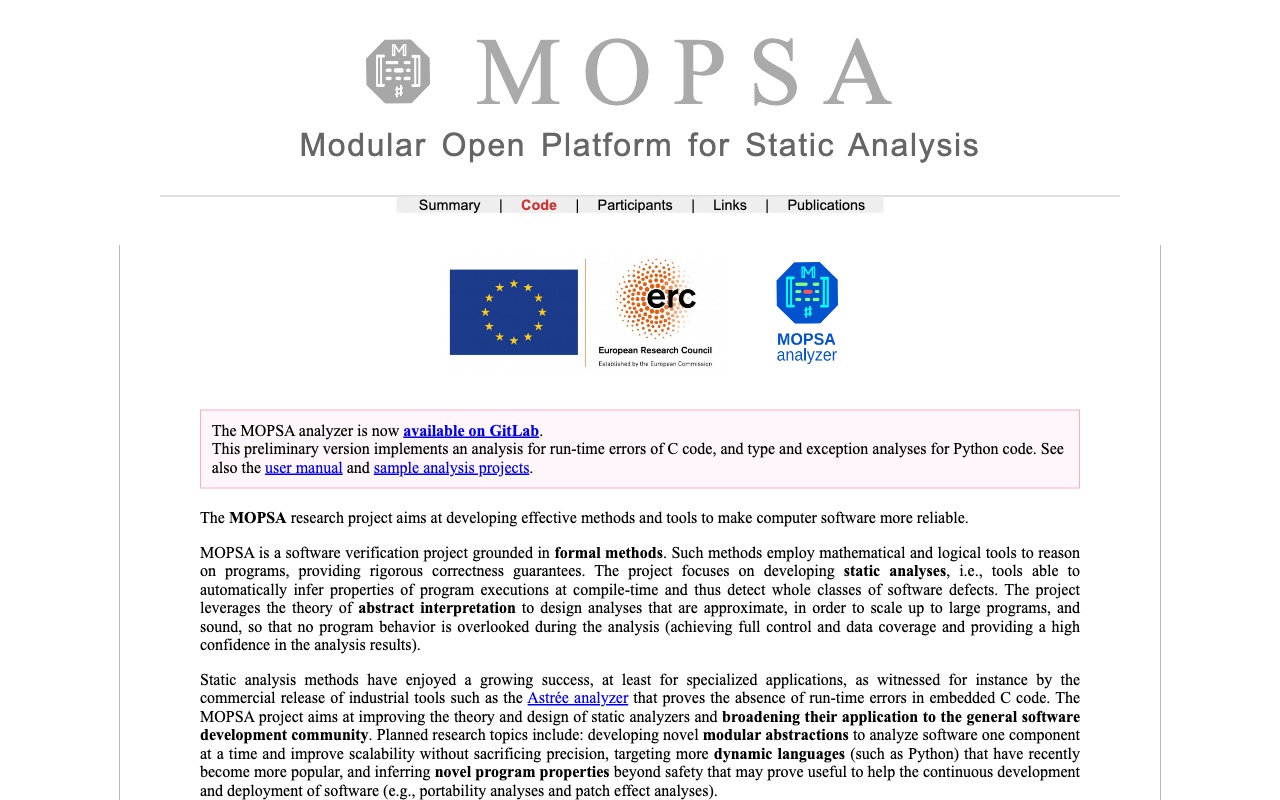 MOPSA
Modular Open Platform for Static Analysis
Summary | Code | Participants | Links | Publications
erc
European Research Council
Established by the European Commission
M
#
MOPSA
analyzer
The MOPSA analyzer is now available on GitLab.
This preliminary version implements an analysis for run-time errors of C code, and type and exception analyses for Python code. See
also the user manual and sample analysis projects.
The MOPSA research project aims at developing effective methods and tools to make computer software more reliable.
MOPSA is a software verification project grounded in formal methods. Such methods employ mathematical and logical tools to reason
on programs, providing rigorous correctness guarantees. The project focuses on developing static analyses, i.e., tools able to
automatically infer properties of program executions at compile-time and thus detect whole classes of software defects. The project
leverages the theory of abstract interpretation to design analyses that are approximate, in order to scale up to large programs, and
sound, so that no program behavior is overlooked during the analysis (achieving full control and data coverage and providing a high
confidence in the analysis results).
Static analysis methods have enjoyed a growing success, at least for specialized applications, as witnessed for instance by the
commercial release of industrial tools such as the Astrée analyzer that proves the absence of run-time errors in embedded C code. The
MOPSA project aims at improving the theory and design of static analyzers and broadening their application to the general software
development community. Planned research topics include: developing novel modular abstractions to analyze software one component
at a time and improve scalability without sacrificing precision, targeting more dynamic languages (such as Python) that have recently
become more popular, and inferring novel program properties beyond safety that may prove useful to help the continuous development
and deployment of software (e.g., portability analyses and patch effect analyses).